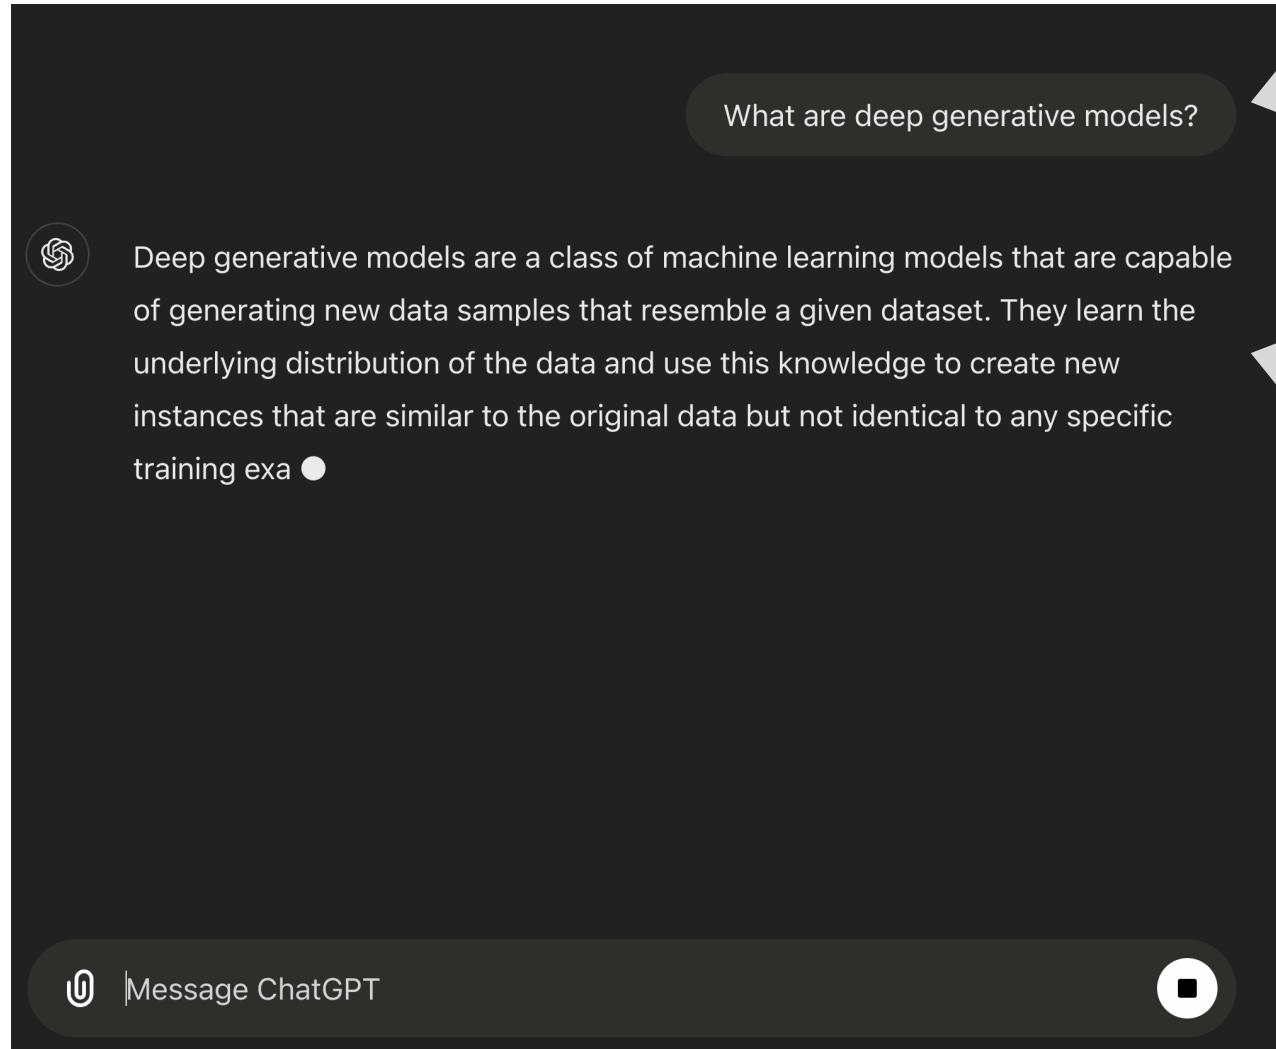 What are deep generative models?
Deep generative models are a class of machine learning models that are capable
of generating new data samples that resemble a given dataset. They learn the
underlying distribution of the data and use this knowledge to create new
instances that are similar to the original data but not identical to any specific
training exa
Message ChatGPT